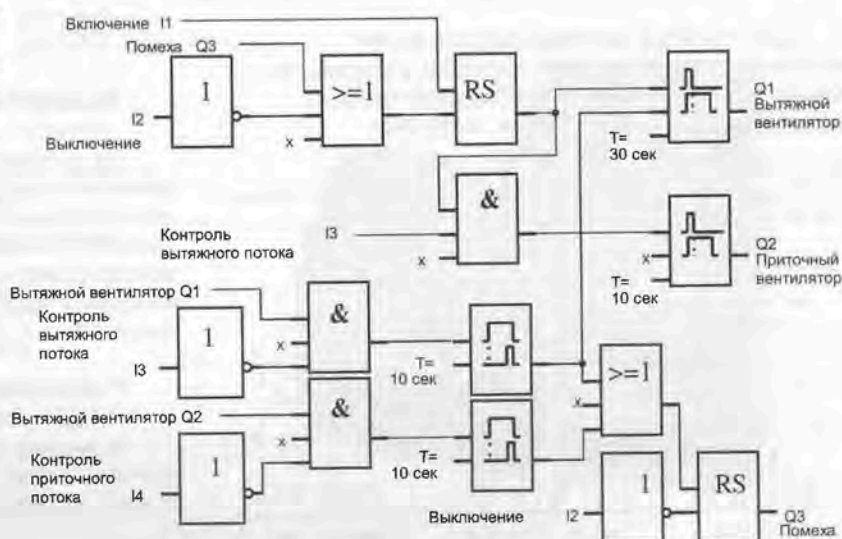 Включение I1
Помеха Q3
1
>=1
RS
I2
Выключение
x
T=
30 сек
Q1
Вытяжной
вентилятор
&
Контроль
вытяжного потока
I3
x
x
T=
10 сек
Q2
Приточный
вентилятор
Вытяжной вентилятор Q1
Контроль
вытяжного
потока
1
I3
&
x
T=
10 сек
>=1
x
Вытяжной вентилятор Q2
1
&
x
T=
10 сек
Контроль
приточного
потока
I4
Выключение
I2
1
RS
Q3
Помеха